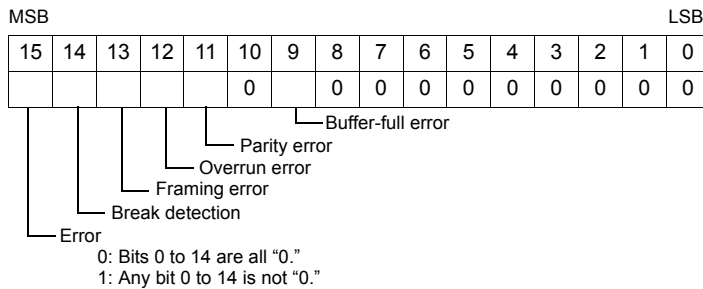 MSB LSB
15 14 13 12 11 10 9 8 7 6 5 4 3 2 1 0
0 0 0 0 0 0 0 0 0 0
Buffer-full error
Parity error
Overrun error
Framing error
Break detection
Error
0: Bits 0 to 14 are all “0.”
1: Any bit 0 to 14 is not “0.”